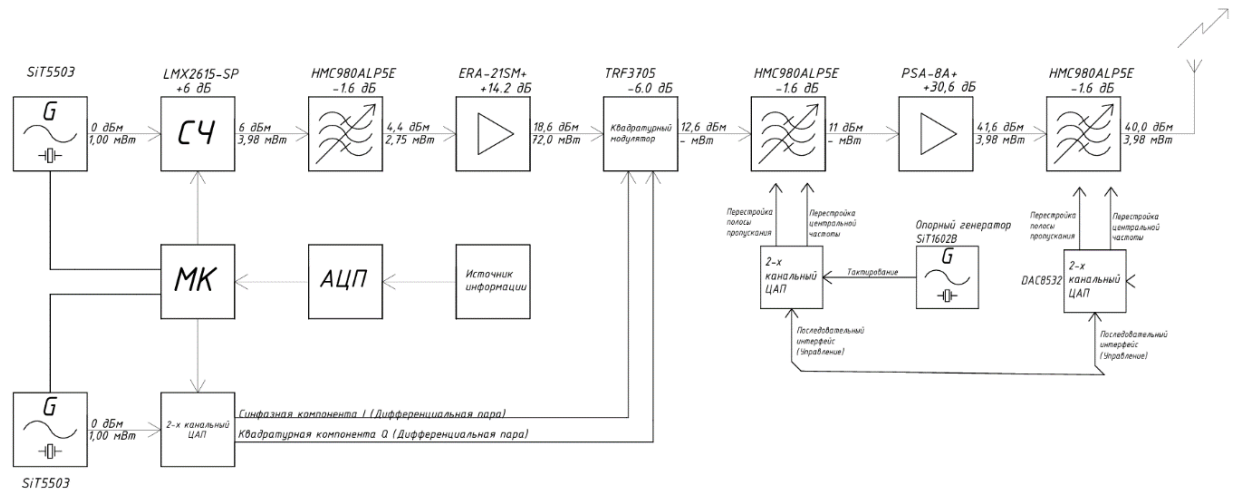 SiT5503
G
0 дБм
1,00 мВт
LMX2615-SP
+6 дБ
СЧ
6 дБм
3,98 мВт
HMC980ALP5E
-1.6 дБ
4,4 дБм
2,75 мВт
ERA-21SM+
+14.2 дБ
18,6 дБм
72,0 мВт
TRF3705
-6.0 дБ
Квадратурный
модулятор
12,6 дБм
- мВт
HMC980ALP5E
-1.6 дБ
11 дБм
- мВт
PSA-8A+
+30,6 дБ
41,6 дБм
3,98 мВт
HMC980ALP5E
-1.6 дБ
40,0 дБм
3,98 мВт
МК
АЦП
Источник
информации
Перестройка
полосы
пропускания
Перестройка
центральной
частоты
2-х
канальный
ЦАП
Тактирование
Опорный генератор
SiT1602B
G
Перестройка
полосы
пропускания
Перестройка
центральной
частоты
DAC8532
2-х
канальный
ЦАП
Последовательный
интерфейс
(Управление)
Последовательный
интерфейс
(Управление)
G
0 дБм
1,00 мВт
SiT5503
2-х канальный
ЦАП
Синфазная компонента I (Дифференциальная пара)
Квадратурная компонента Q (Дифференциальная пара)